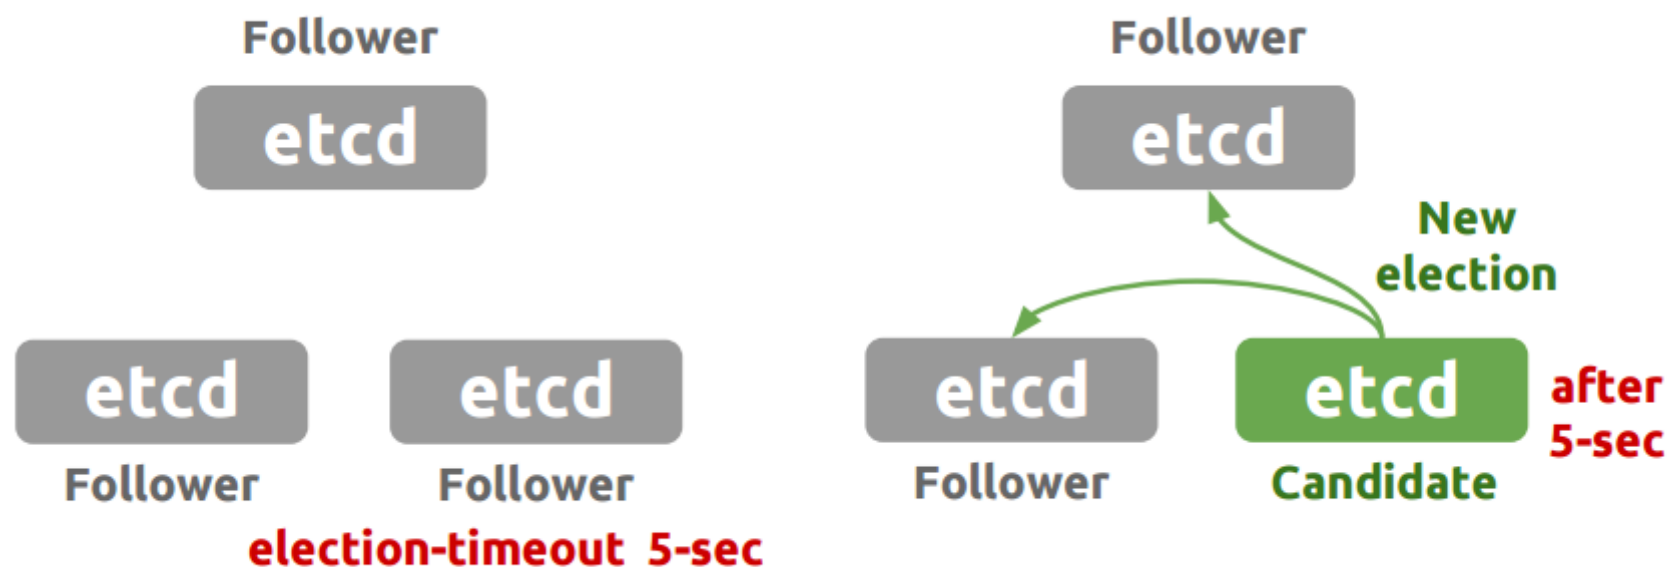 Follower
etcd
etcd
etcd
Follower
Follower
election-timeout 5-sec
Follower
etcd
New
election
etcd
etcd
after
5-sec
Follower
Candidate